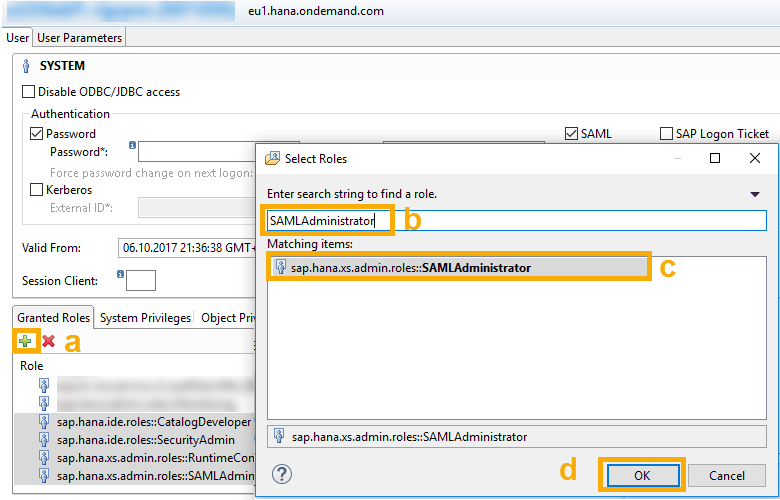 eu1.hana.ondemand.com
User User Parameters
SYSTEM
Disable ODBC/JDBC access
Authentication
Password SAML SAP Logon Ticket
Password*:
Force password change on next logon:
Kerberos
External ID*:
Valid From: 06.10.2017 21:36:38 GMT+
Session Client:
Granted Roles System Privileges Object Pri
a
Role
sap.hana.ide.roles::CatalogDeveloper
sap.hana.ide.roles::SecurityAdmin
sap.hana.xs.admin.roles::RuntimeCon
sap.hana.xs.admin.roles::SAMLAdmin
Select Roles
Enter search string to find a role.
SAMLAdministrator b
Matching items:
sap.hana.xs.admin.roles::SAMLAdministrator c
sap.hana.xs.admin.roles::SAMLAdministrator
? d OK Cancel